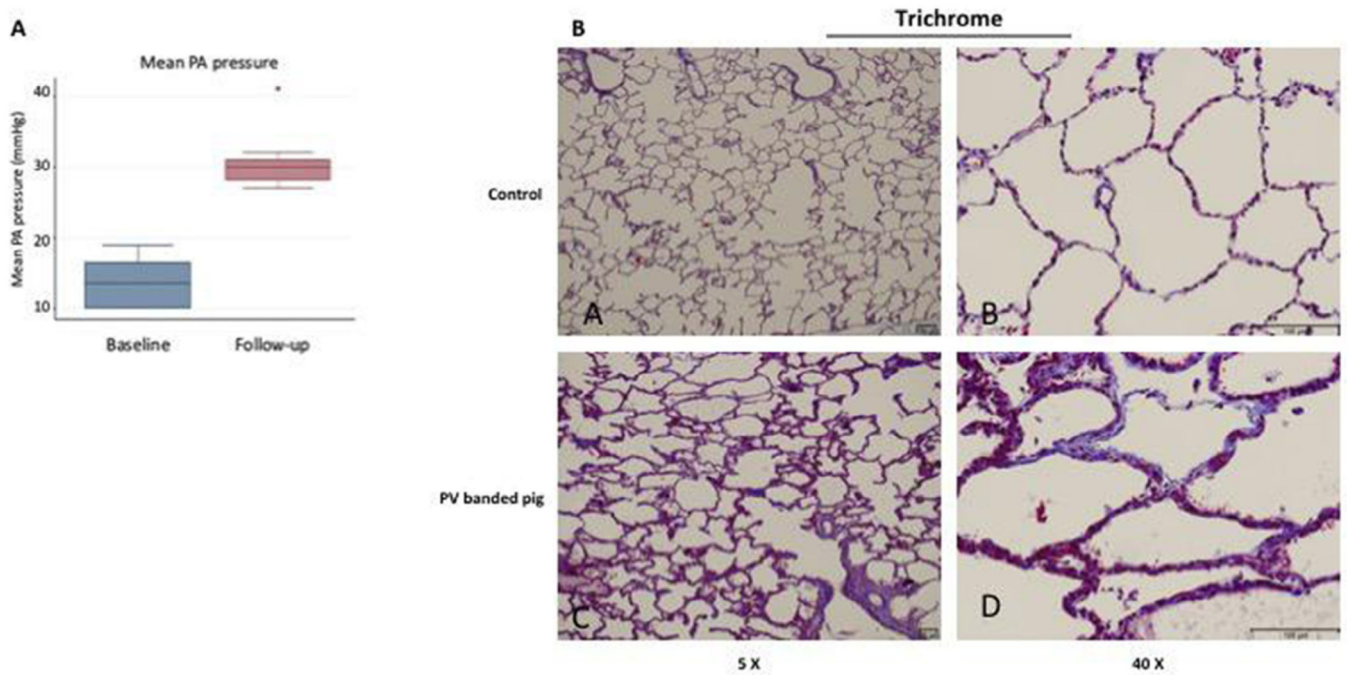 A
Mean PA pressure
Mean PA pressure (mmHg)
40
30
20
10
Baseline
Follow-up
B
Trichrome
Control
A
B
PV banded pig
C
D
5 X
40 X